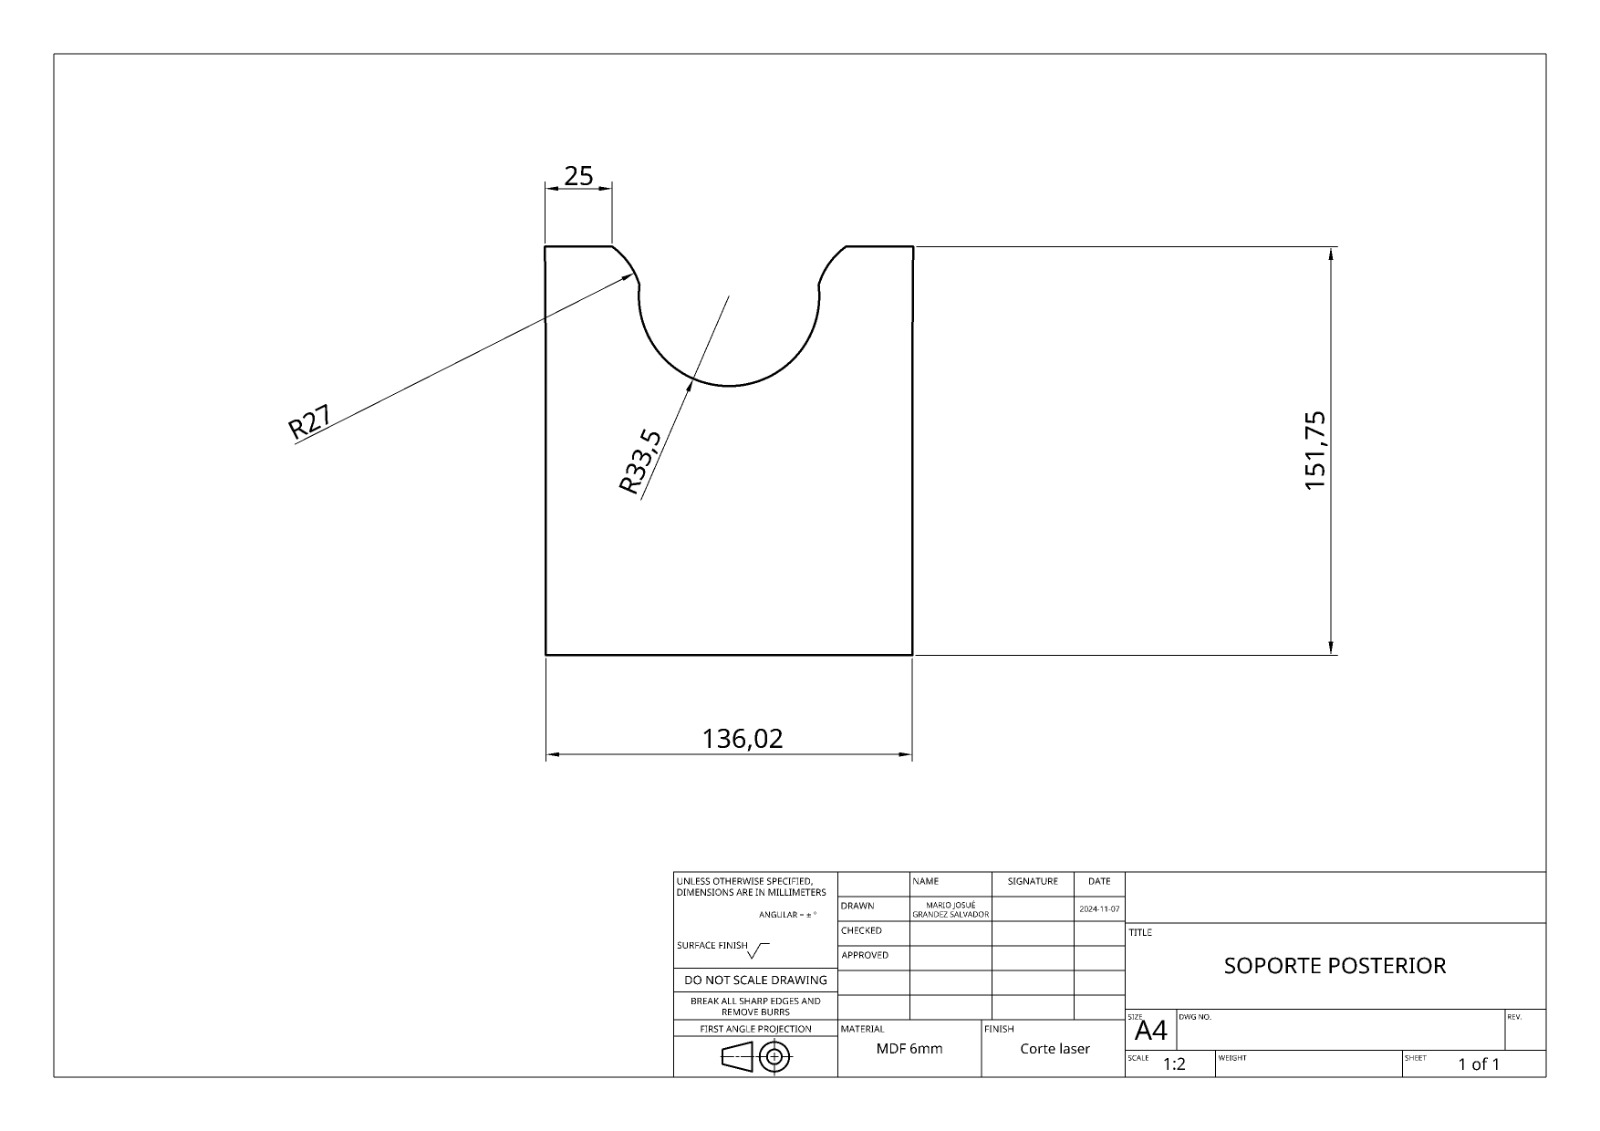 25
R27
R33,5
151,75
136,02
UNLESS OTHERWISE SPECIFIED,
DIMENSIONS ARE IN MILLIMETERS
ANGULAR = ± °
SURFACE FINISH
DO NOT SCALE DRAWING
BREAK ALL SHARP EDGES AND
REMOVE BURRS
FIRST ANGLE PROJECTION
NAME
SIGNATURE
DATE
DRAWN
MARLO JOSUÉ
GRANDEZ SALVADOR
2024-11-07
CHECKED
APPROVED
MATERIAL
MDF 6mm
FINISH
Corte laser
TITLE
SOPORTE POSTERIOR
SIZE
A4
DWG NO.
REV.
SCALE
1:2
WEIGHT
SHEET
1 of 1